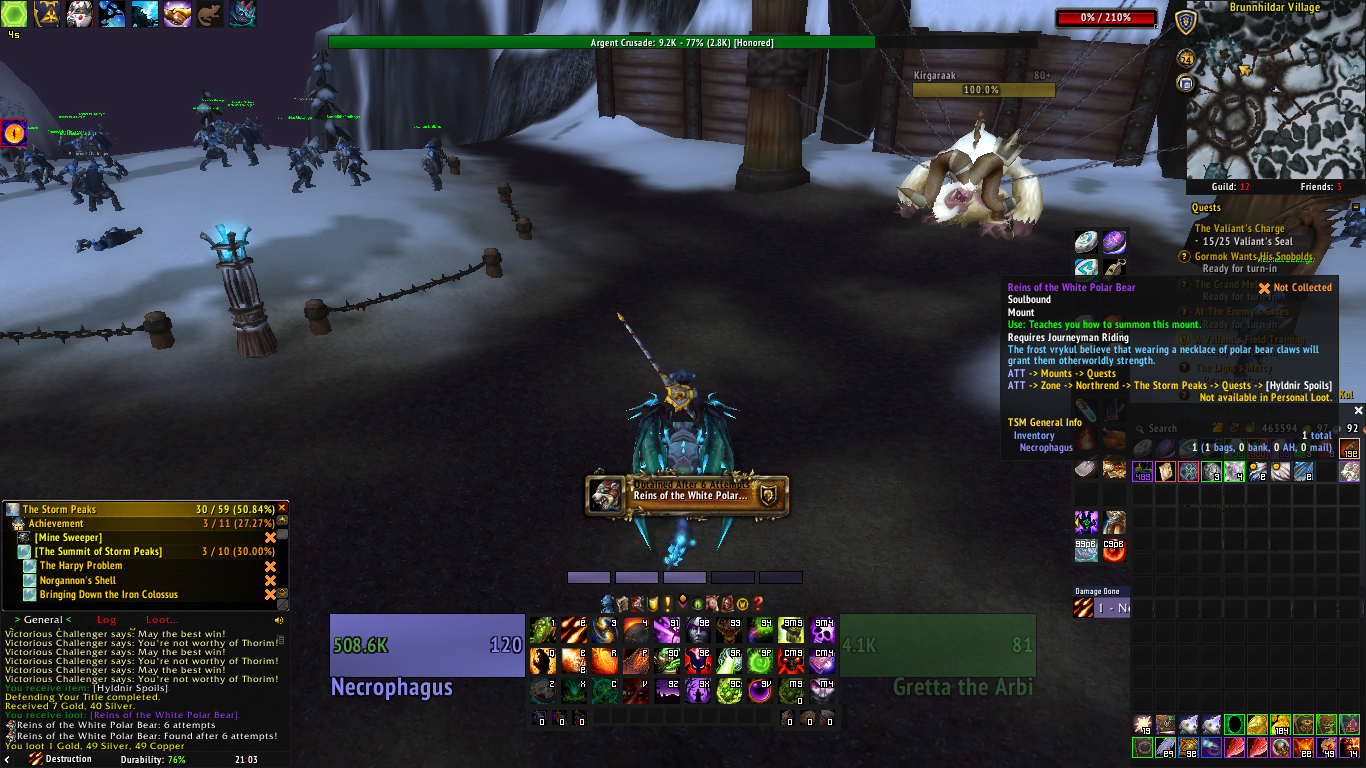 4s
Argent Crusade: 9.2K - 77% (2.8K) [Honored]
0% / 210%
Brunnhildar Village
24
Kirgaraak 80+
100.0%
Guild: 12 Friends: 3
Quests
The Valiant's Charge
- 15/25 Valiant's Seal
Gormok Wants His Snobolds
Ready for turn-in
Reins of the White Polar Bear Not Collected
Soulbound
Mount
Use: Teaches you how to summon this mount.
Requires Journeyman Riding
The frost vrykul believe that wearing a necklace of polar bear claws will
grant them otherworldly strength.
ATT -> Mounts -> Quests
ATT -> Zone -> Northrend -> The Storm Peaks -> Quests -> [Hyldnir Spoils]
Not available in Personal Loot.
TSM General Info
Inventory 1 total
Necrophagus 1 (1 bags, 0 bank, 0 AH, 0 mail)
Search 463594 97 92
Obtained After 6 Attempts
Reins of the White Polar...
The Storm Peaks 30 / 59 (50.84%)
Achievement 3 / 11 (27.27%)
[Mine Sweeper]
[The Summit of Storm Peaks] 3 / 10 (30.00%)
The Harpy Problem
Norgannon's Shell
Bringing Down the Iron Colossus
> General < Log Loot...
Victorious Challenger says: May the best win!
Victorious Challenger says: You're not worthy of Thorim!
Victorious Challenger says: May the best win!
Victorious Challenger says: You're not worthy of Thorim!
Victorious Challenger says: May the best win!
Victorious Challenger says: You're not worthy of Thorim!
You receive item: [Hyldnir Spoils]
Defending Your Title completed.
Received 7 Gold, 40 Silver.
You receive loot: [Reins of the White Polar Bear].
Reins of the White Polar Bear: 6 attempts
Reins of the White Polar Bear: Found after 6 attempts!
You loot 1 Gold, 49 Silver, 49 Copper
Destruction Durability: 76% 21:03
508.6K 120
Necrophagus
4.1K 81
Gretta the Arbi
Damage Done